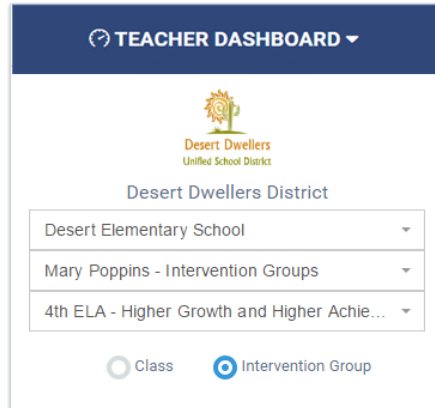 TEACHER DASHBOARD
Desert Dwellers
Unified School District
Desert Dwellers District
Desert Elementary School
Mary Poppins - Intervention Groups
4th ELA - Higher Growth and Higher Achie...
Class Intervention Group